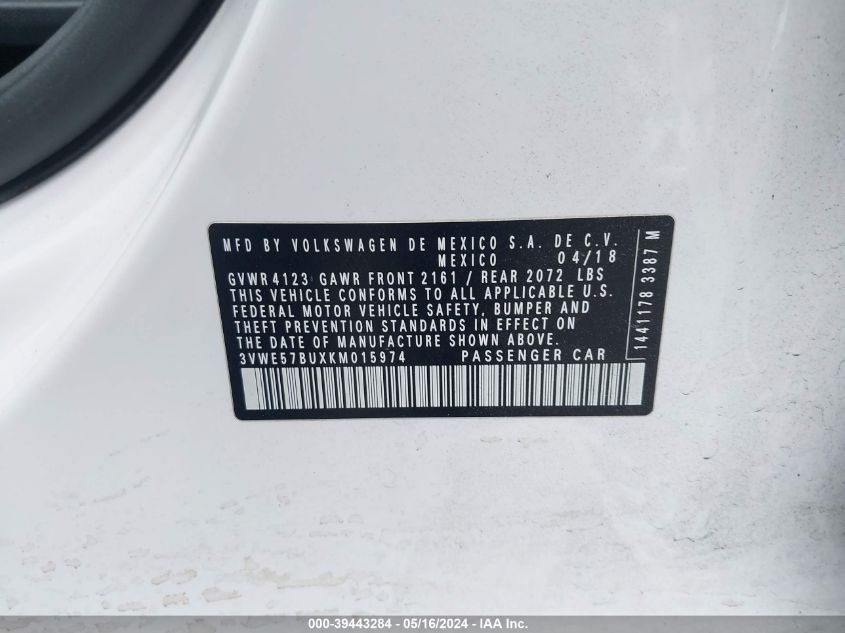 MFD BY VOLKSWAGEN DE MEXICO S.A. DE C.V.
MEXICO 04/18
GVWR 4123 GAWR FRONT 2161 / REAR 2072 LBS
THIS VEHICLE CONFORMS TO ALL APPLICABLE U.S.
FEDERAL MOTOR VEHICLE SAFETY, BUMPER AND
THEFT PREVENTION STANDARDS IN EFFECT ON
THE DATE OF MANUFACTURE SHOWN ABOVE.
3VWE57BUXKM015974 PASSENGER CAR
1441178 3387 M
000-39443284 - 05/16/2024 - IAA Inc.